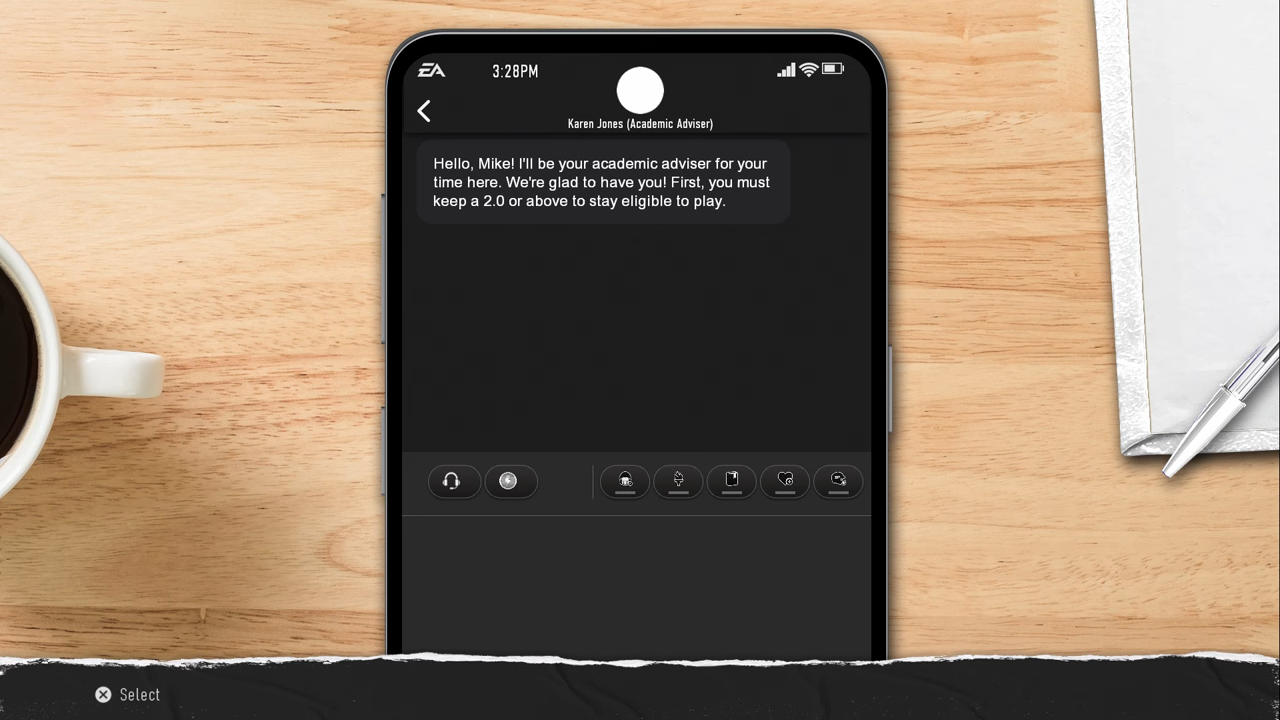 EA
3:28PM
Karen Jones (Academic Adviser)
Hello, Mike! I'll be your academic adviser for your
time here. We're glad to have you! First, you must
keep a 2.0 or above to stay eligible to play.
Select